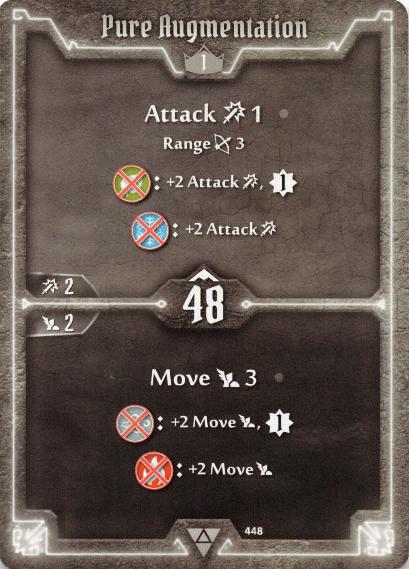 Pure Augmentation
1
Attack 1
Range 3
: +2 Attack, 1
: +2 Attack
2
48
2
Move 3
: +2 Move, 1
: +2 Move
448